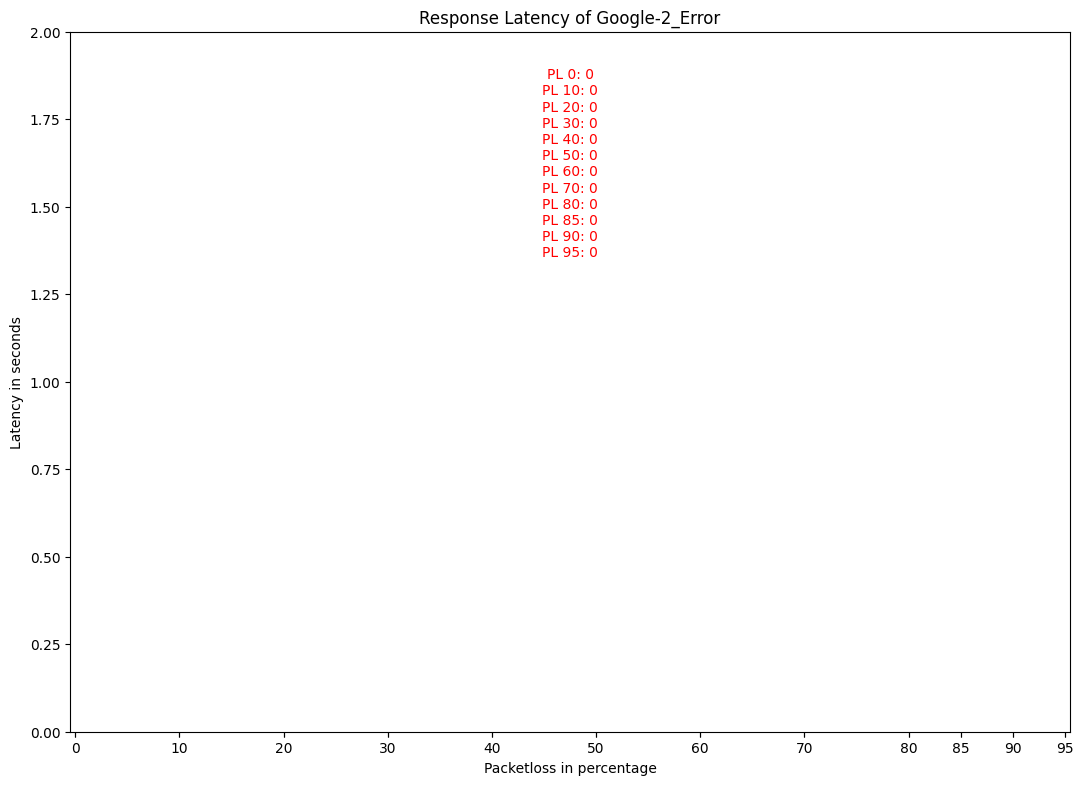 Response Latency of Google-2_Error
2.00
1.75
1.50
1.25
1.00
0.75
0.50
0.25
0.00
Latency in seconds
PL 0: 0
PL 10: 0
PL 20: 0
PL 30: 0
PL 40: 0
PL 50: 0
PL 60: 0
PL 70: 0
PL 80: 0
PL 85: 0
PL 90: 0
PL 95: 0
0 10 20 30 40 50 60 70 80 85 90 95
Packetloss in percentage